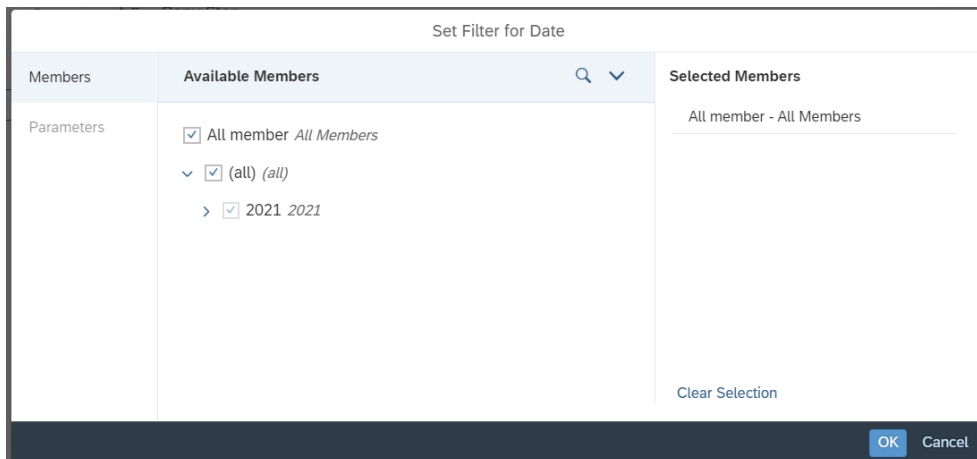 Set Filter for Date
Members
Parameters
Available Members
All member All Members
(all) (all)
2021 2021
Selected Members
All member - All Members
Clear Selection
OK
Cancel